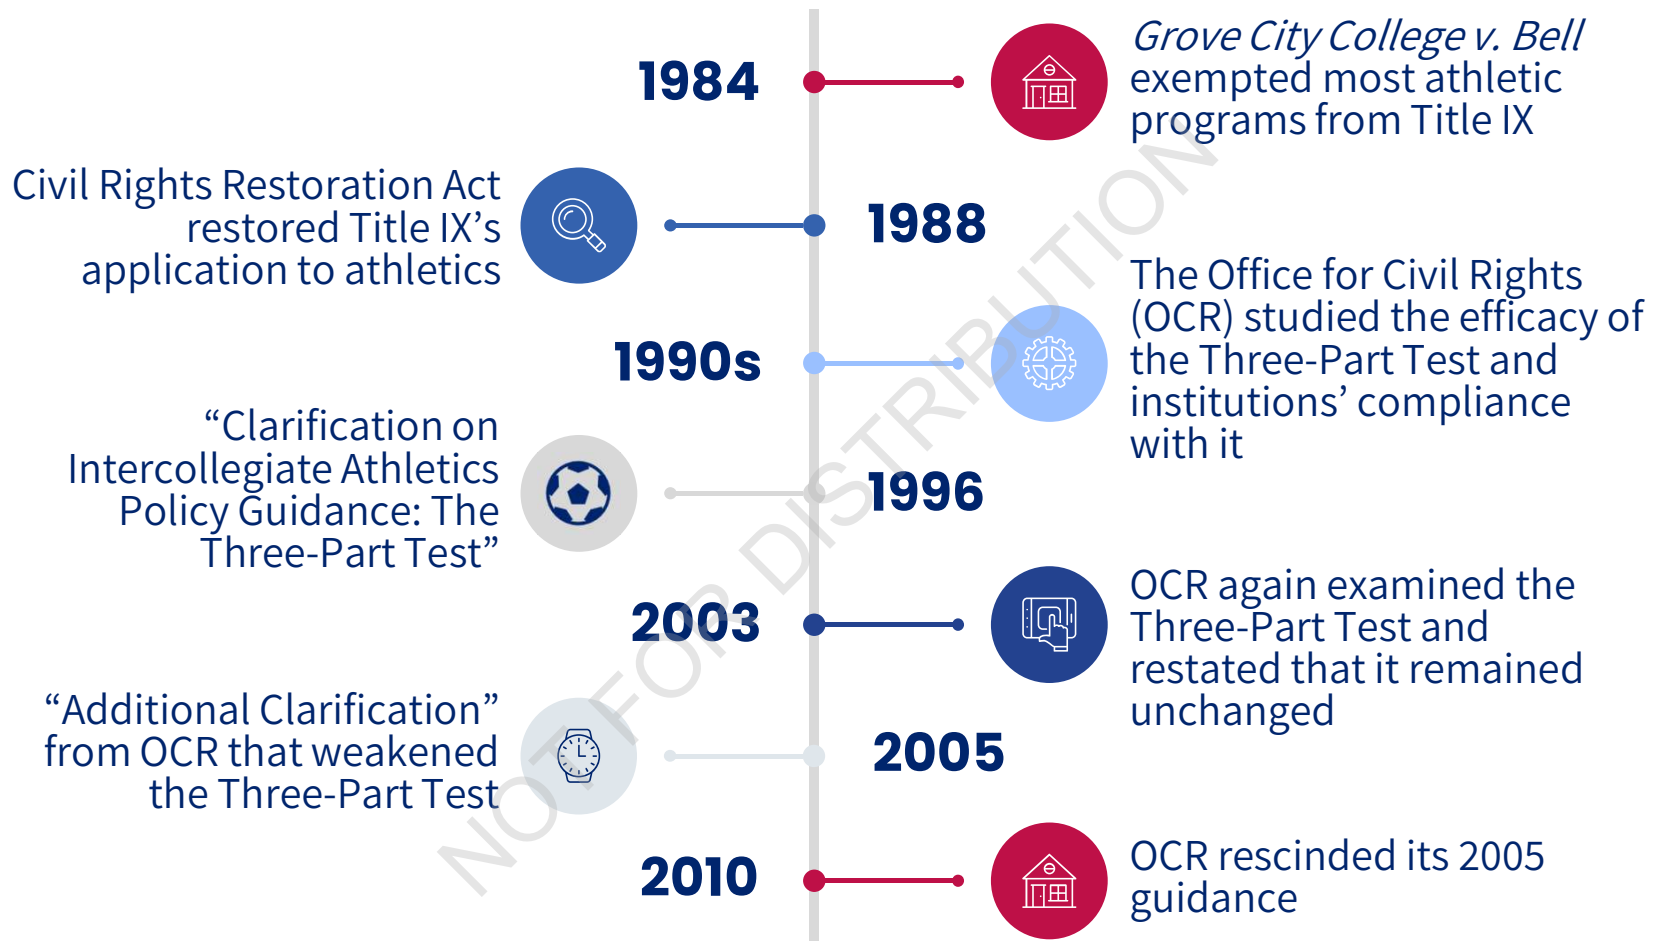 1984
Grove City College v. Bell
exempted most athletic
programs from Title IX
Civil Rights Restoration Act
restored Title IX’s
application to athletics
1988
1990s
The Office for Civil Rights
(OCR) studied the efficacy of
the Three-Part Test and
institutions’ compliance
with it
“Clarification on
Intercollegiate Athletics
Policy Guidance: The
Three-Part Test”
1996
2003
OCR again examined the
Three-Part Test and
restated that it remained
unchanged
“Additional Clarification”
from OCR that weakened
the Three-Part Test
2005
2010
OCR rescinded its 2005
guidance
NOT FOR DISTRIBUTION